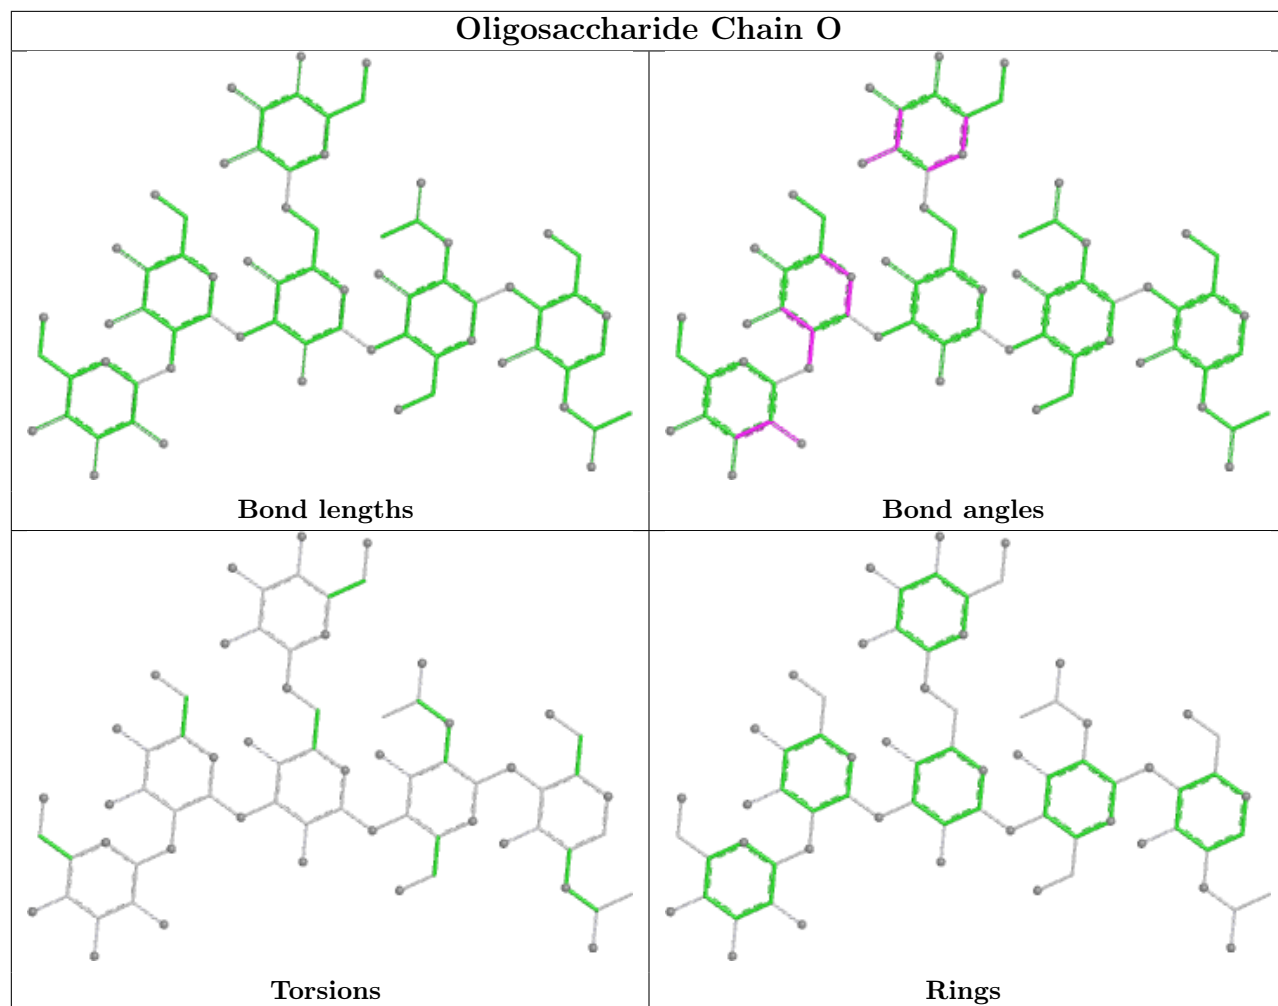 Oligosaccharide Chain O
Bond lengths
Bond angles
Torsions
Rings